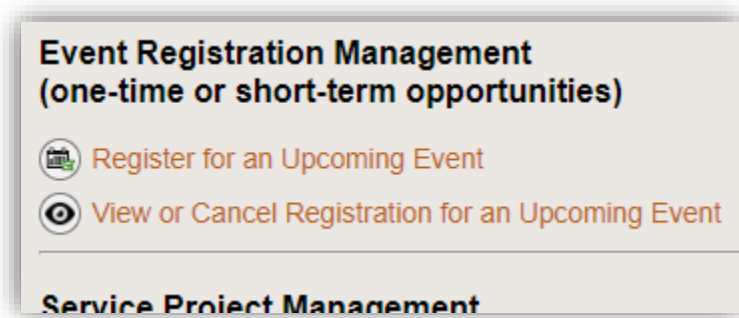 Event Registration Management
(one-time or short-term opportunities)
Register for an Upcoming Event
View or Cancel Registration for an Upcoming Event
Service Project Management